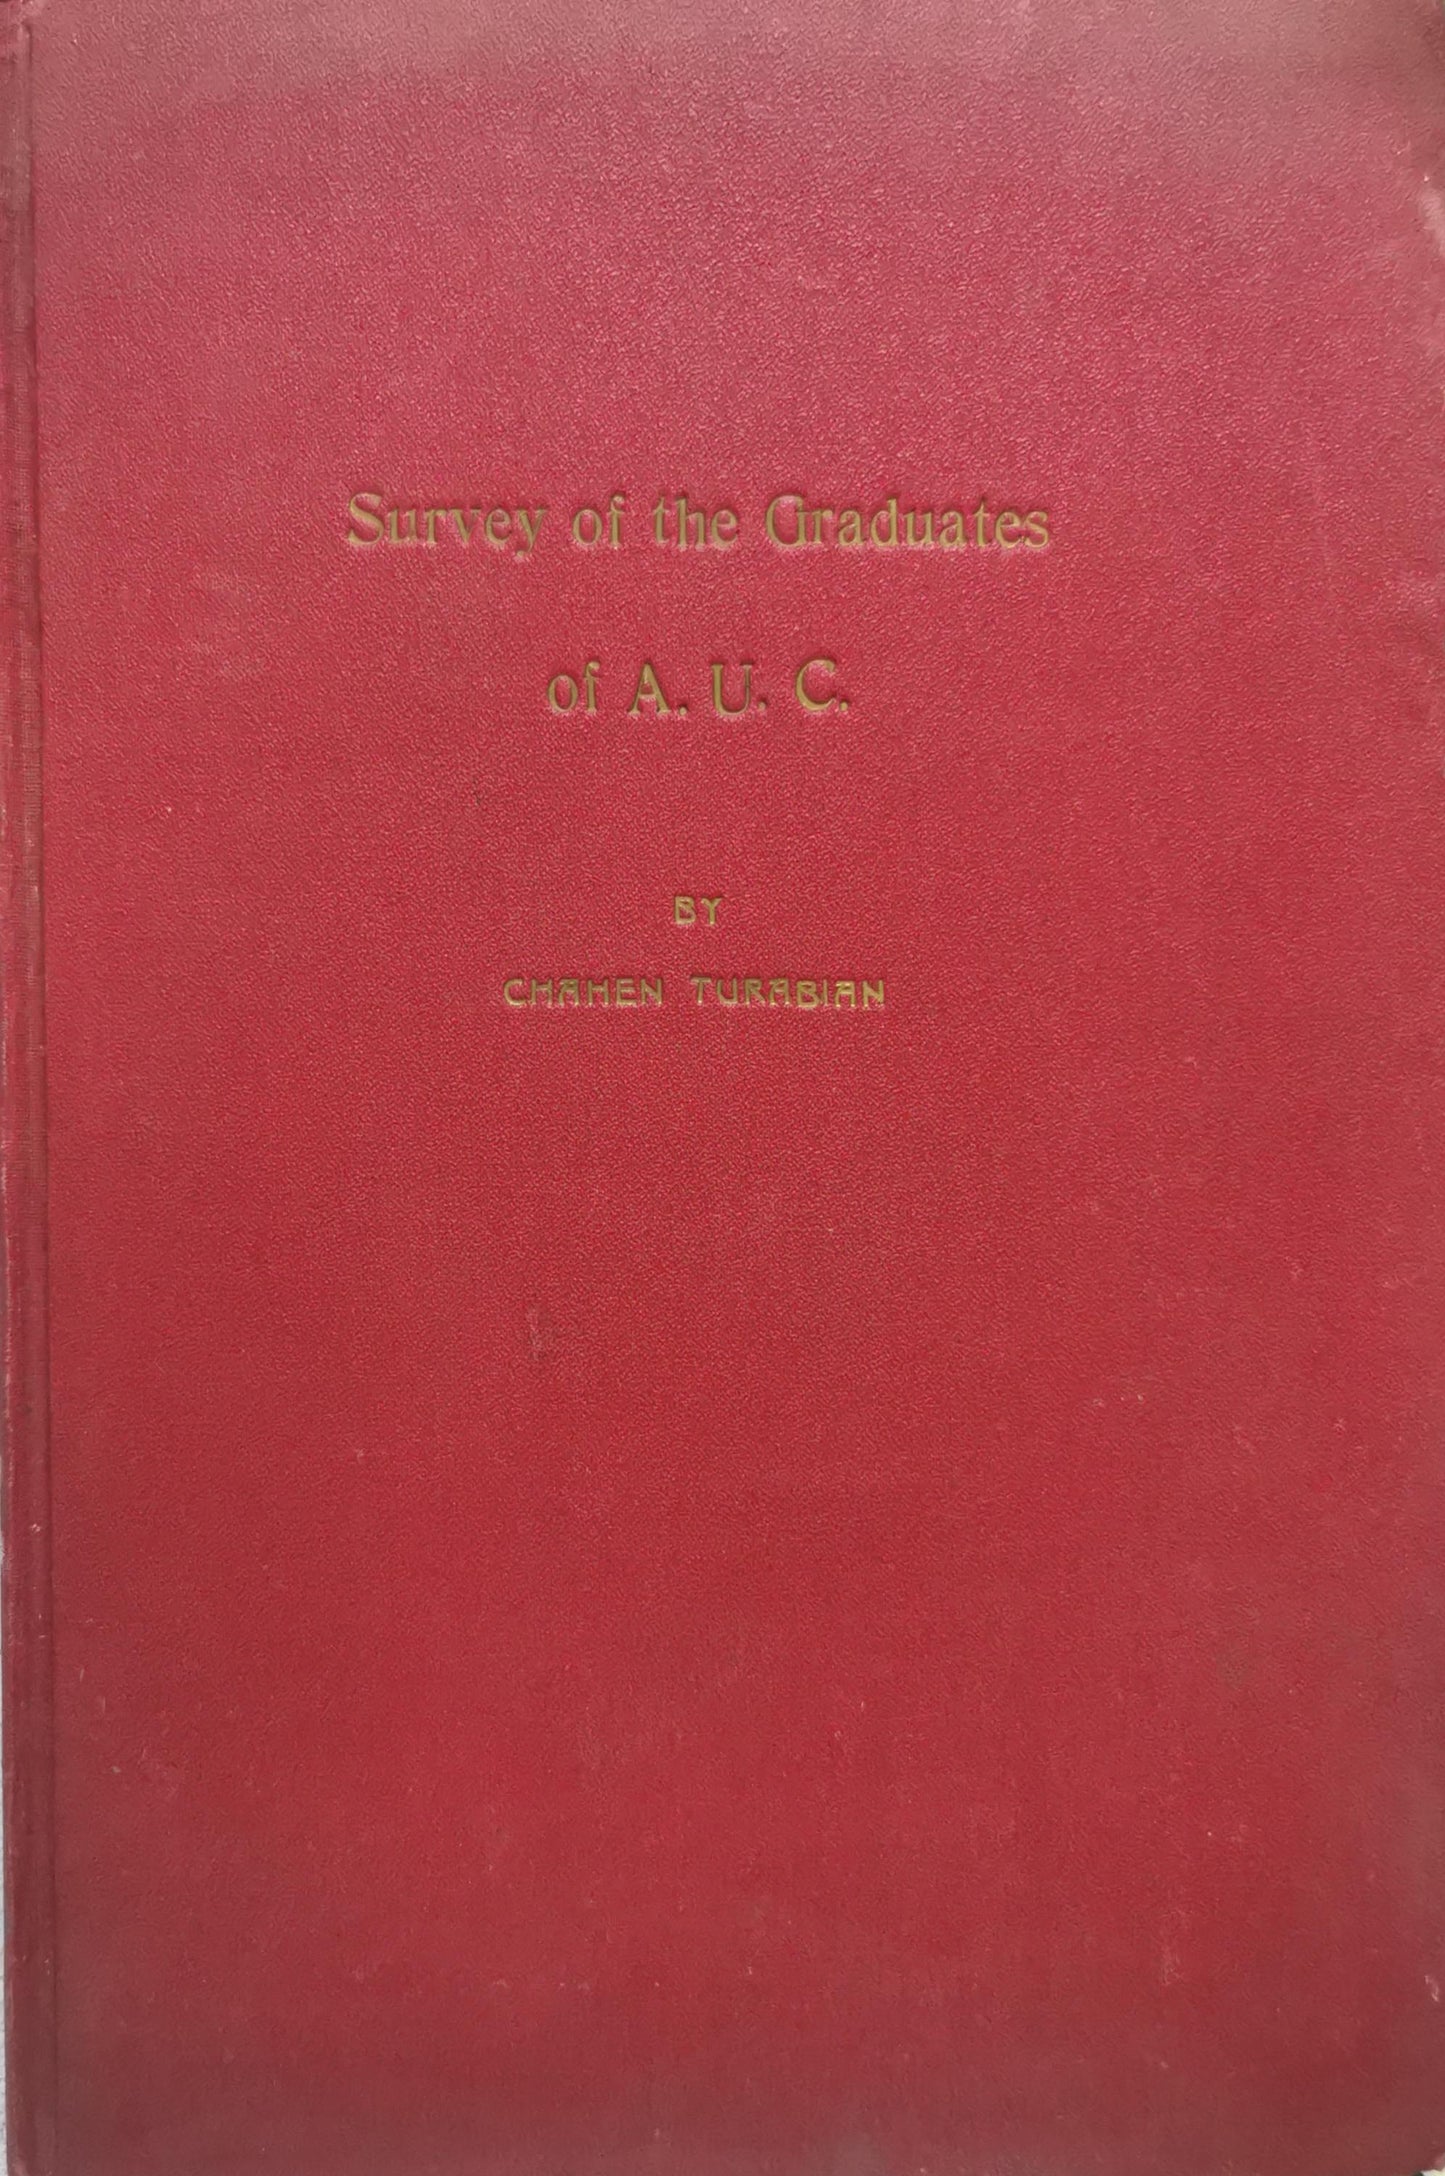 Survey of the Graduates
of A. U. C.
BY
CHAHEN TURABIAN